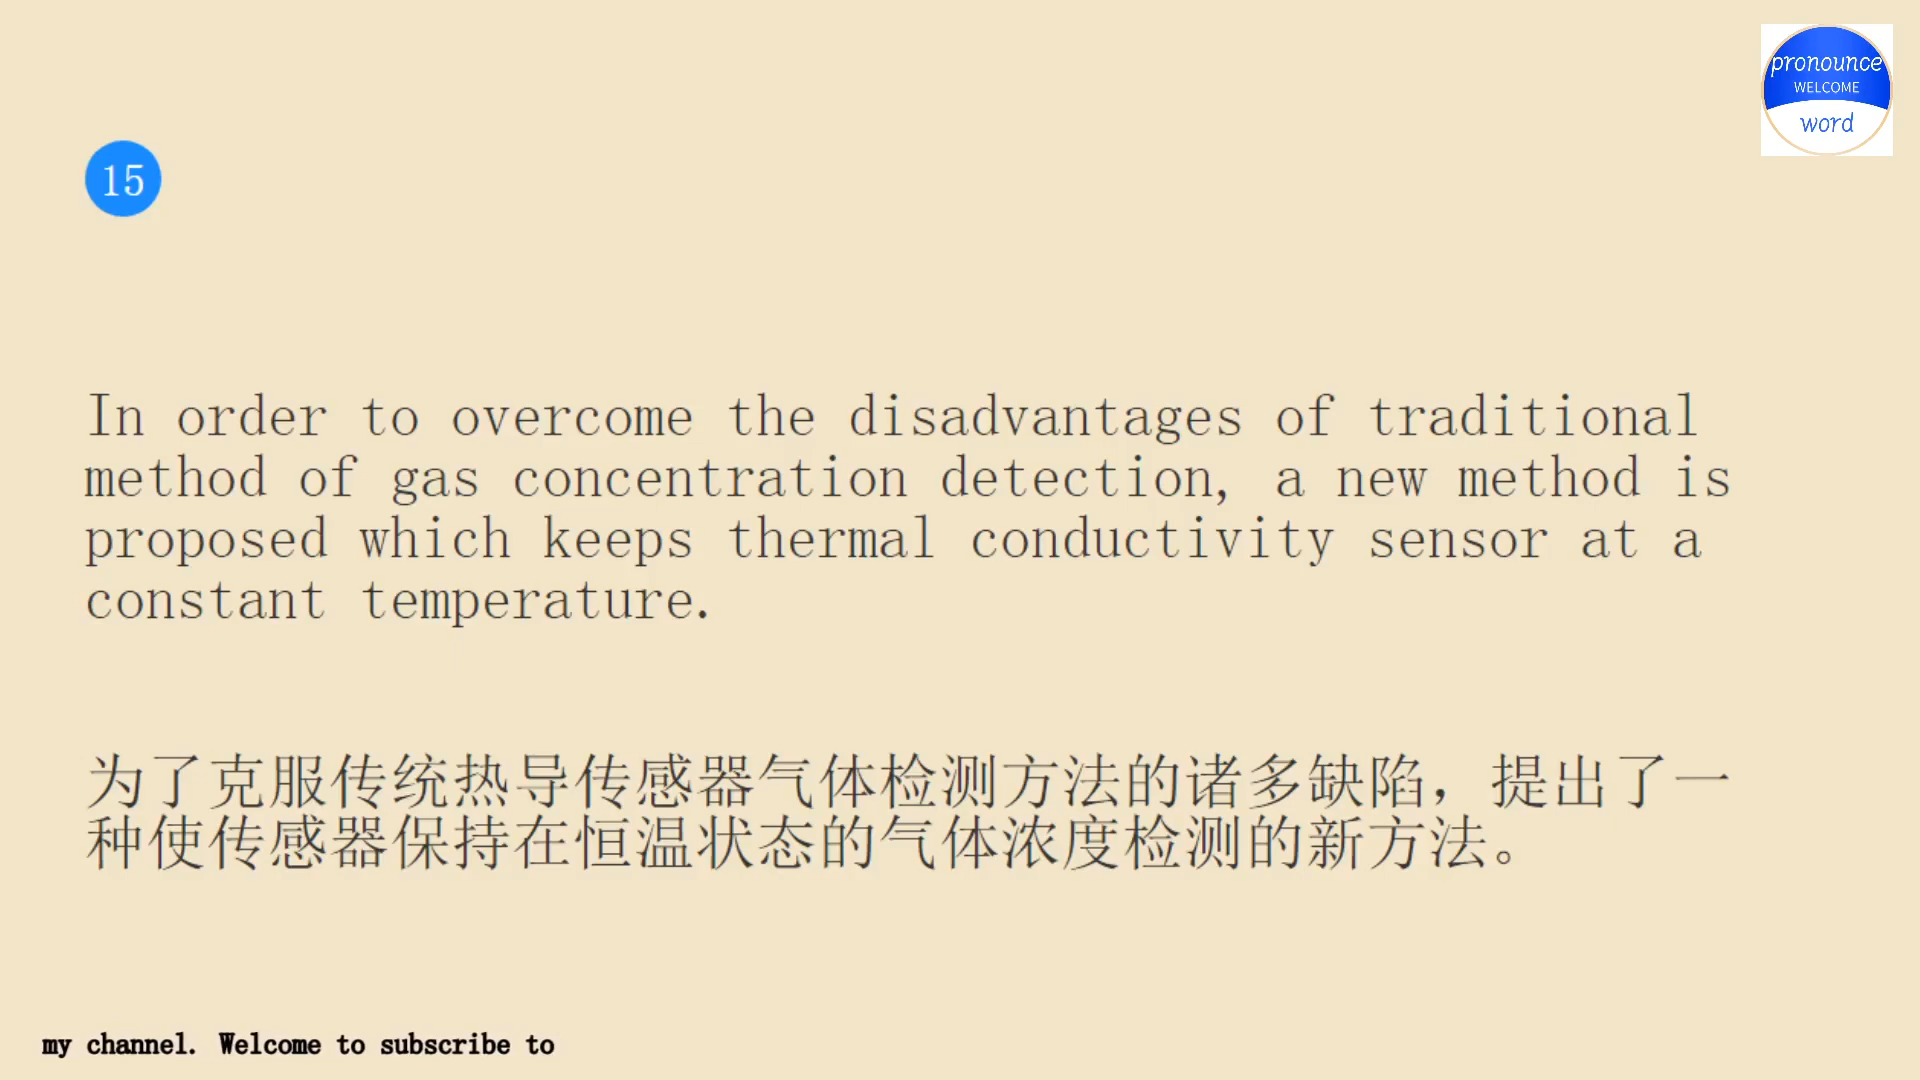 pronounce
WELCOME
word
15
In order to overcome the disadvantages of traditional
method of gas concentration detection, a new method is
proposed which keeps thermal conductivity sensor at a
constant temperature.
为了克服传统热导传感器气体检测方法的诸多缺陷，提出了一
种使传感器保持在恒温状态的气体浓度检测的新方法。
my channel. Welcome to subscribe to